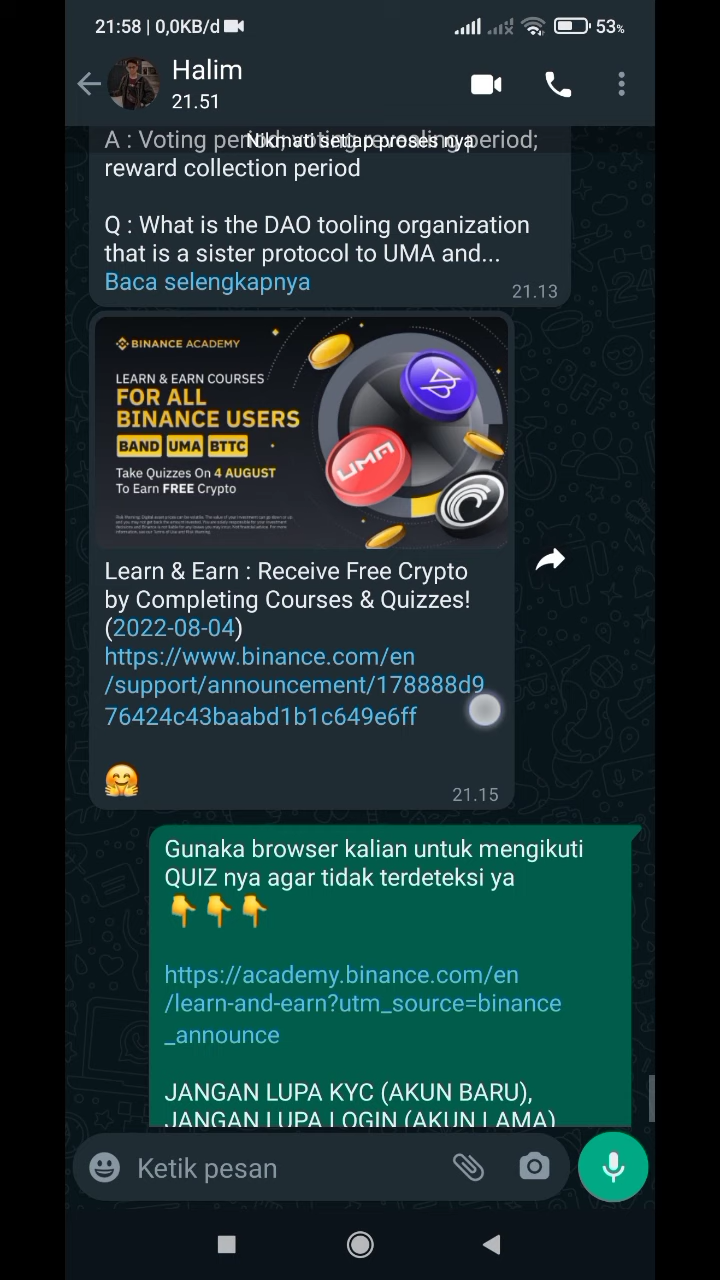 21:58 | 0,0KB/d
53%
Halim
21.51
A : Voting period; voting revealing period;
Nikmati setiap proses nya
reward collection period
Q : What is the DAO tooling organization
that is a sister protocol to UMA and...
Baca selengkapnya
21.13
BINANCE ACADEMY
LEARN & EARN COURSES
FOR ALL
BINANCE USERS
BAND UMA BTTC
Take Quizzes On 4 AUGUST
To Earn FREE Crypto
UMA
Learn & Earn : Receive Free Crypto
by Completing Courses & Quizzes!
(2022-08-04)
https://www.binance.com/en
/support/announcement/178888d9
76424c43baabd1b1c649e6ff
🤗
21.15
Gunaka browser kalian untuk mengikuti
QUIZ nya agar tidak terdeteksi ya
👇👇👇
https://academy.binance.com/en
/learn-and-earn?utm_source=binance
_announce
JANGAN LUPA KYC (AKUN BARU),
JANGAN LUPA LOGIN (AKUN LAMA)
Ketik pesan